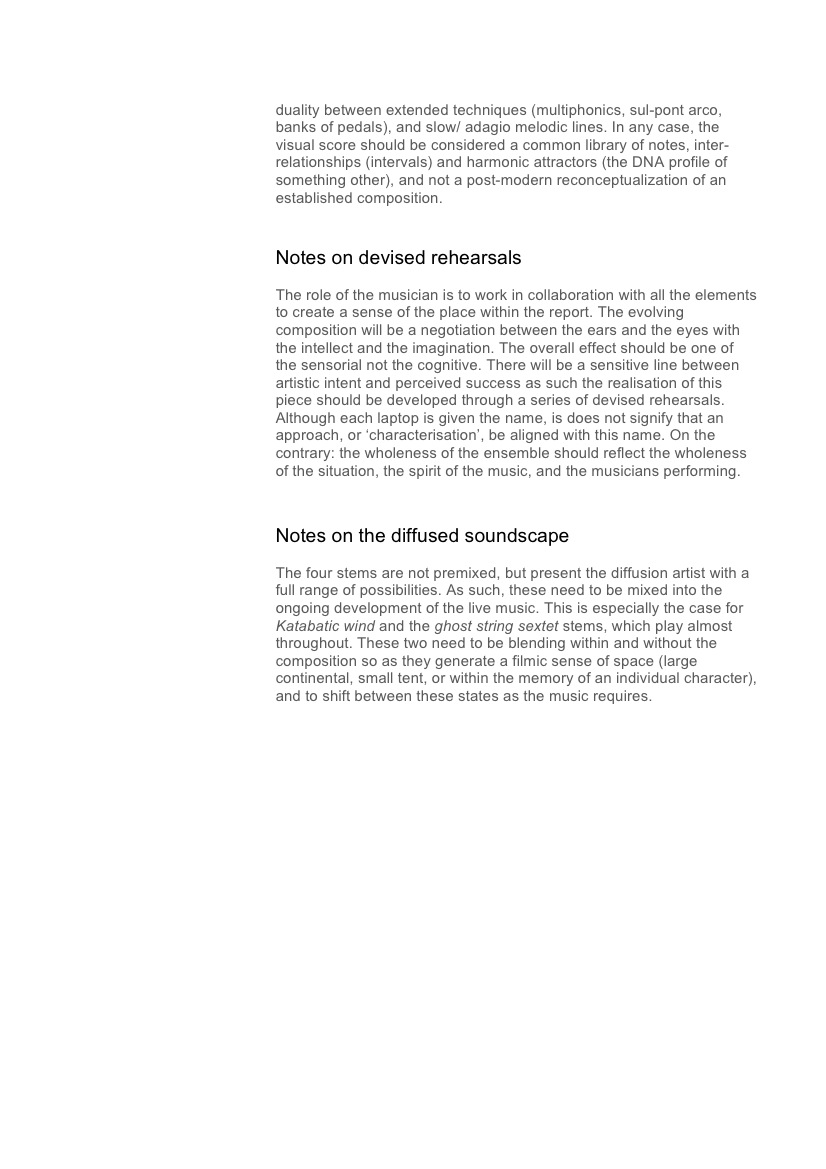 duality between extended techniques (multiphonics, sul-pont arco,
banks of pedals), and slow/ adagio melodic lines. In any case, the
visual score should be considered a common library of notes, inter-
relationships (intervals) and harmonic attractors (the DNA profile of
something other), and not a post-modern reconceptualization of an
established composition.
Notes on devised rehearsals
The role of the musician is to work in collaboration with all the elements
to create a sense of the place within the report. The evolving
composition will be a negotiation between the ears and the eyes with
the intellect and the imagination. The overall effect should be one of
the sensorial not the cognitive. There will be a sensitive line between
artistic intent and perceived success as such the realisation of this
piece should be developed through a series of devised rehearsals.
Although each laptop is given the name, is does not signify that an
approach, or ‘characterisation’, be aligned with this name. On the
contrary: the wholeness of the ensemble should reflect the wholeness
of the situation, the spirit of the music, and the musicians performing.
Notes on the diffused soundscape
The four stems are not premixed, but present the diffusion artist with a
full range of possibilities. As such, these need to be mixed into the
ongoing development of the live music. This is especially the case for
Katabatic wind and the ghost string sextet stems, which play almost
throughout. These two need to be blending within and without the
composition so as they generate a filmic sense of space (large
continental, small tent, or within the memory of an individual character),
and to shift between these states as the music requires.